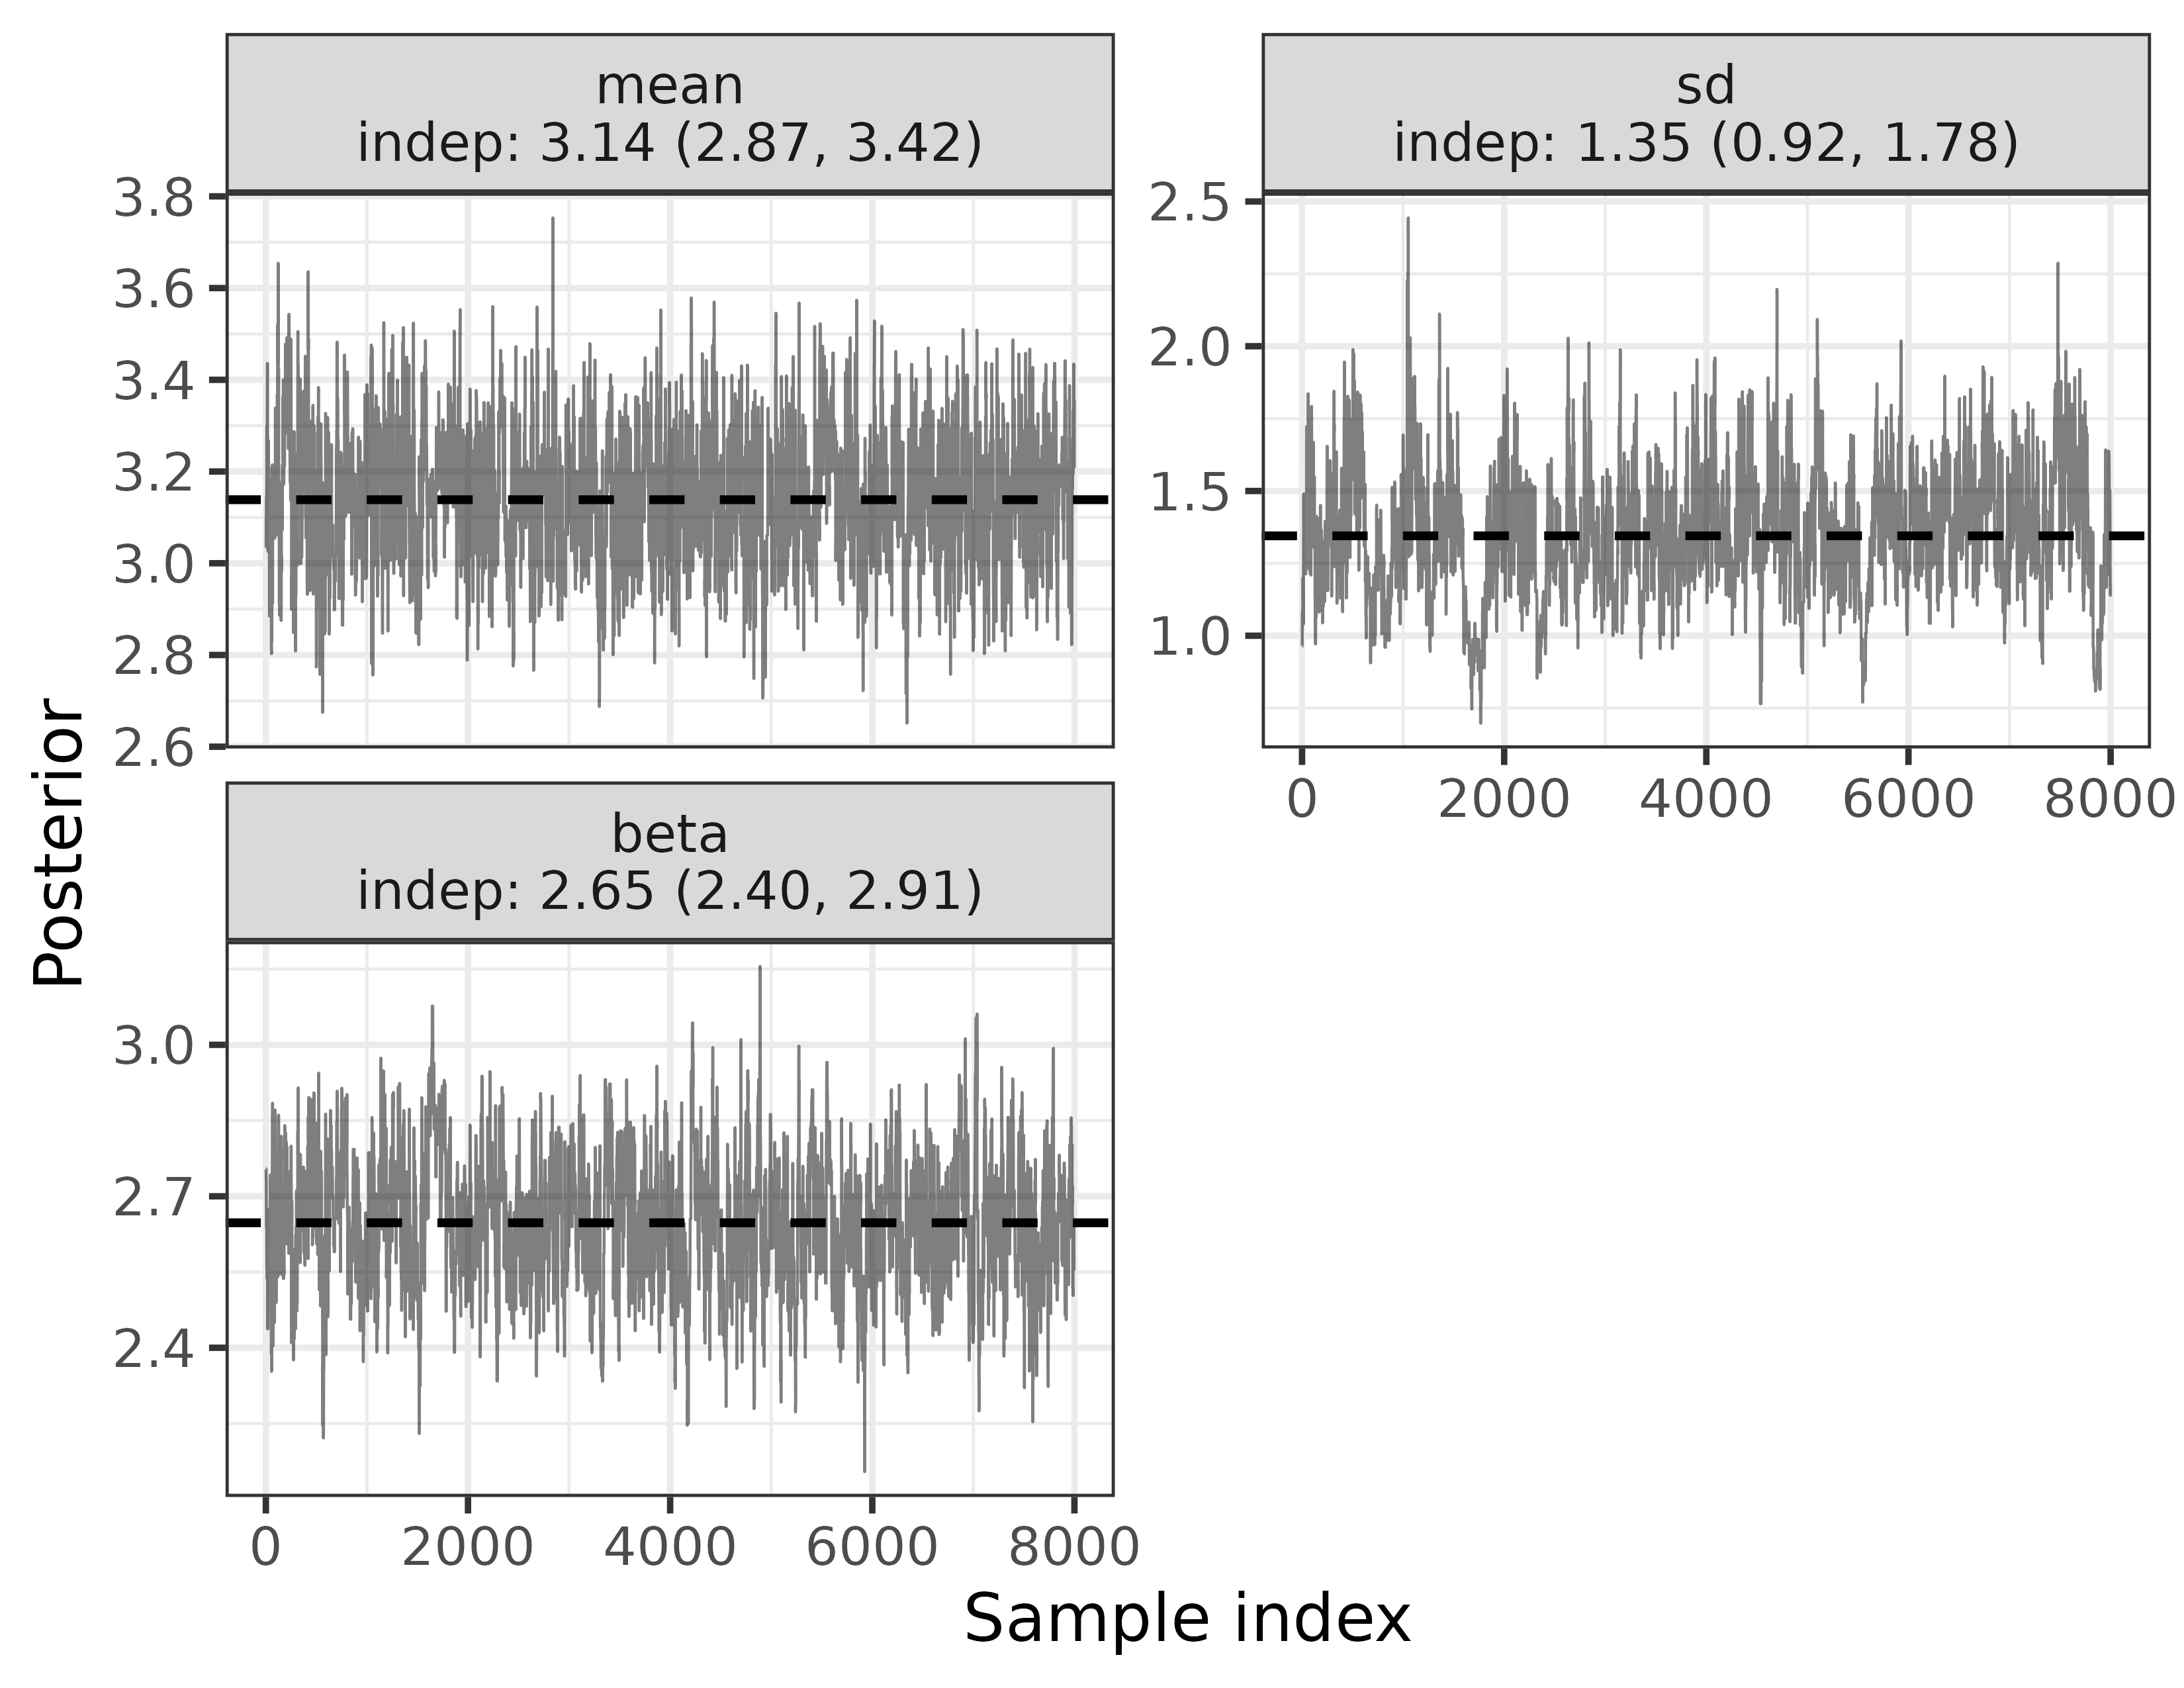 mean
indep: 3.14 (2.87, 3.42)
sd
indep: 1.35 (0.92, 1.78)
3.8
3.6
3.4
3.2
3.0
2.8
2.6
2.5
2.0
1.5
1.0
0 2000 4000 6000 8000
Posterior
beta
indep: 2.65 (2.40, 2.91)
3.0
2.7
2.4
0 2000 4000 6000 8000
Sample index